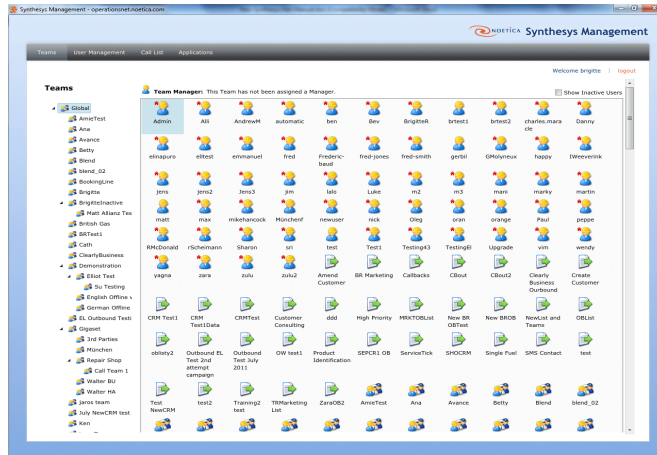 Synthesys Management - operationsnet.noetica.com
NOETICA Synthesys Management
Teams User Management Call List Applications
Welcome brigitte | logout
Teams
Team Manager: This Team has not been assigned a Manager.
Show Inactive Users
Global
AmieTest
Ana
Avance
Betty
Blend
blend_02
BookingLine
Brigitte
BrigitteInactive
Matt Allianz Tes
British Gas
BRTest1
Cath
ClearlyBusiness
Demonstration
Elliot Test
Su Testing
English Offline v
German Offline
EL Outbound Testi
Gigaset
3rd Parties
München
Repair Shop
Call Team 1
Walter BU
Walter HA
jaros team
July NewCRM test
Ken
Admin Alli AndrewM automatic ben Bev BrigitteR brtest1 brtest2 charles.mara Danny
cle
elinapuro elitest emmanuel fred Frederic- fred-jones fred-smith gerbil GMolyneux happy IWeeverink
baud
jens jens2 Jens3 jim lalo Luke m2 m3 mani marky martin
matt max mikehancock Münchenf newuser nick Oleg oran orange Paul peppe
RMcDonald rScheimann Sharon sri test Test1 Testing43 TestingEl Upgrade vim wendy
yagna zara zulu zulu2 Amend BR Marketing Callbacks CBout CBout2 Clearly Create
Customer Business Customer
Ourbound
CRM Test1 CRM CRMTest Customer ddd High Priority MRKTOBList New BR New BROB NewList and OBList
Test1Data Consulting OBTest Teams
oblisty2 Outbound EL Outbound OW test1 Product SEPCR1 OB ServiceTick SHOCRM Single Fuel SMS Contact test
Test 2nd Test July Identification
attempt 2011
campaign
Test test2 Training2 TRMarketing ZaraOB2 AmieTest Ana Avance Betty Blend blend_02
NewCRM test List